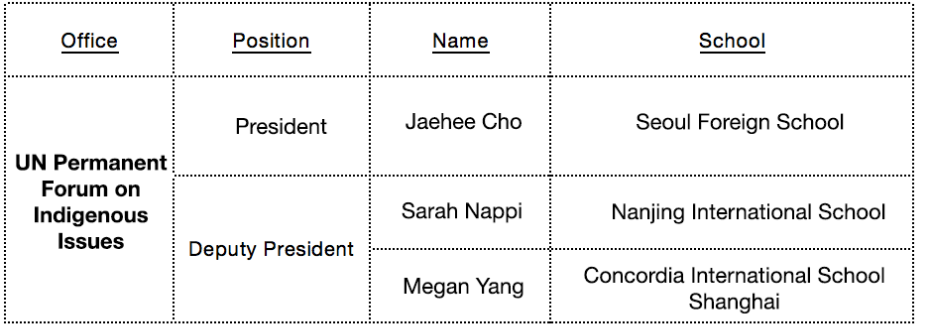 Office Position Name School
UN Permanent
Forum on
Indigenous
Issues
President Jaehee Cho Seoul Foreign School
Deputy President
Sarah Nappi Nanjing International School
Megan Yang Concordia International School
Shanghai